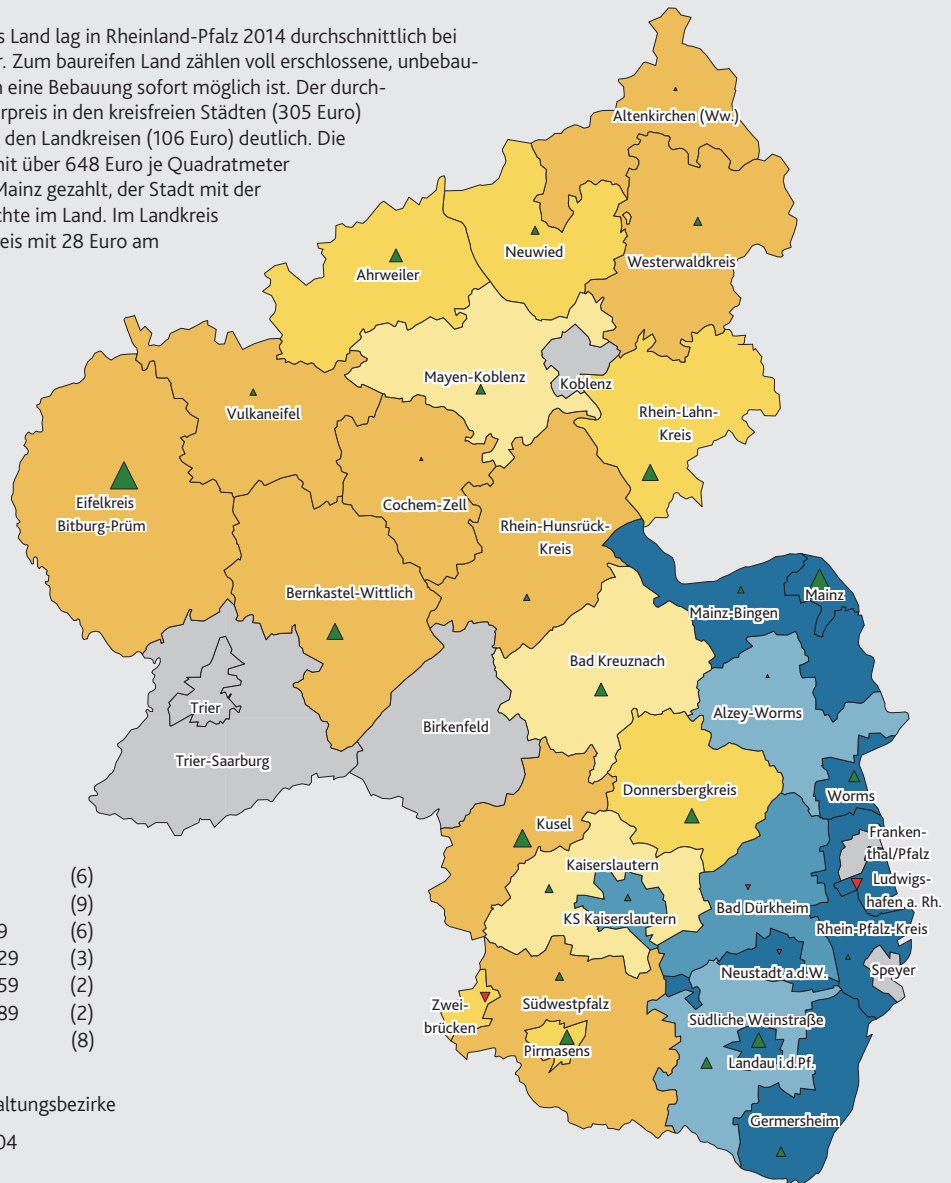 s Land lag in Rheinland-Pfalz 2014 durchschnittlich bei
r. Zum baureifen Land zählen voll erschlossene, unbebau-
n eine Bebauung sofort möglich ist. Der durch-
erpreis in den kreisfreien Städten (305 Euro)
den Landkreisen (106 Euro) deutlich. Die
mit über 648 Euro je Quadratmeter
Mainz gezahlt, der Stadt mit der
chte im Land. Im Landkreis
reis mit 28 Euro am
Altenkirchen (Ww.)
Neuwied
Westerwaldkreis
Ahrweiler
Mayen-Koblenz
Koblenz
Rhein-Lahn-
Kreis
Vulkaneifel
Eifelkreis
Bitburg-Prüm
Cochem-Zell
Rhein-Hunsrück-
Kreis
Bernkastel-Wittlich
Mainz-Bingen
Mainz
Bad Kreuznach
Trier
Trier-Saarburg
Birkenfeld
Alzey-Worms
Donnersbergkreis
Worms
Kusel
Franken-
thal/Pfalz
Kaiserslautern
Ludwigs-
hafen a. Rh.
KS Kaiserslautern
Bad Dürkheim
Rhein-Pfalz-Kreis
Neustadt a.d.W.
Speyer
Zwei-
brücken
Südwestpfalz
Südliche Weinstraße
Pirmasens
Landau i.d.Pf.
Germersheim
(6)
(9)
9 (6)
29 (3)
59 (2)
89 (2)
(8)
altungsbezirke
04